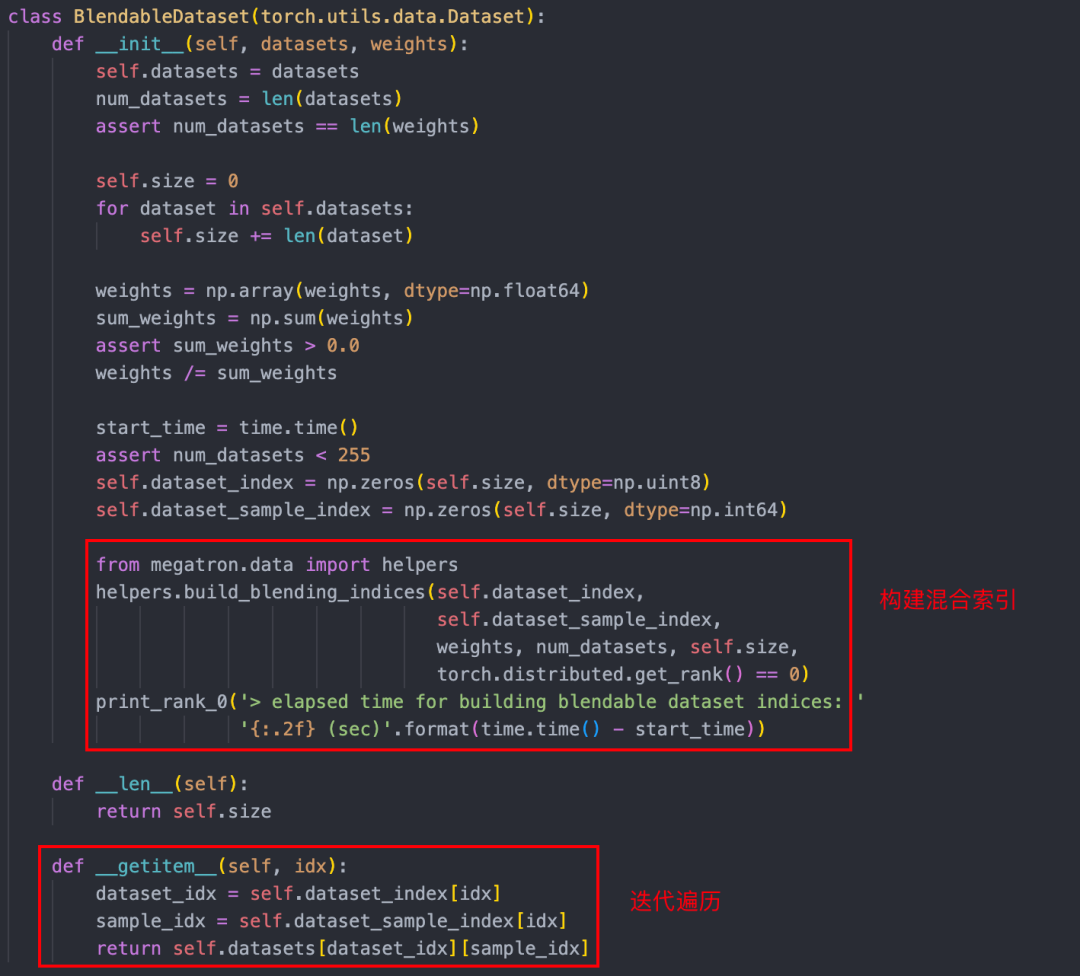 class BlendableDataset(torch.utils.data.Dataset):
    def __init__(self, datasets, weights):
        self.datasets = datasets
        num_datasets = len(datasets)
        assert num_datasets == len(weights)

        self.size = 0
        for dataset in self.datasets:
            self.size += len(dataset)

        weights = np.array(weights, dtype=np.float64)
        sum_weights = np.sum(weights)
        assert sum_weights > 0.0
        weights /= sum_weights

        start_time = time.time()
        assert num_datasets < 255
        self.dataset_index = np.zeros(self.size, dtype=np.uint8)
        self.dataset_sample_index = np.zeros(self.size, dtype=np.int64)

        from megatron.data import helpers
        helpers.build_blending_indices(self.dataset_index,
                                       self.dataset_sample_index,
                                       weights, num_datasets, self.size,
                                       torch.distributed.get_rank() == 0)
        print_rank_0('> elapsed time for building blendable dataset indices: '
                     '{:.2f} (sec)'.format(time.time() - start_time))
构建混合索引

    def __len__(self):
        return self.size

    def __getitem__(self, idx):
        dataset_idx = self.dataset_index[idx]
        sample_idx = self.dataset_sample_index[idx]
        return self.datasets[dataset_idx][sample_idx]
迭代遍历